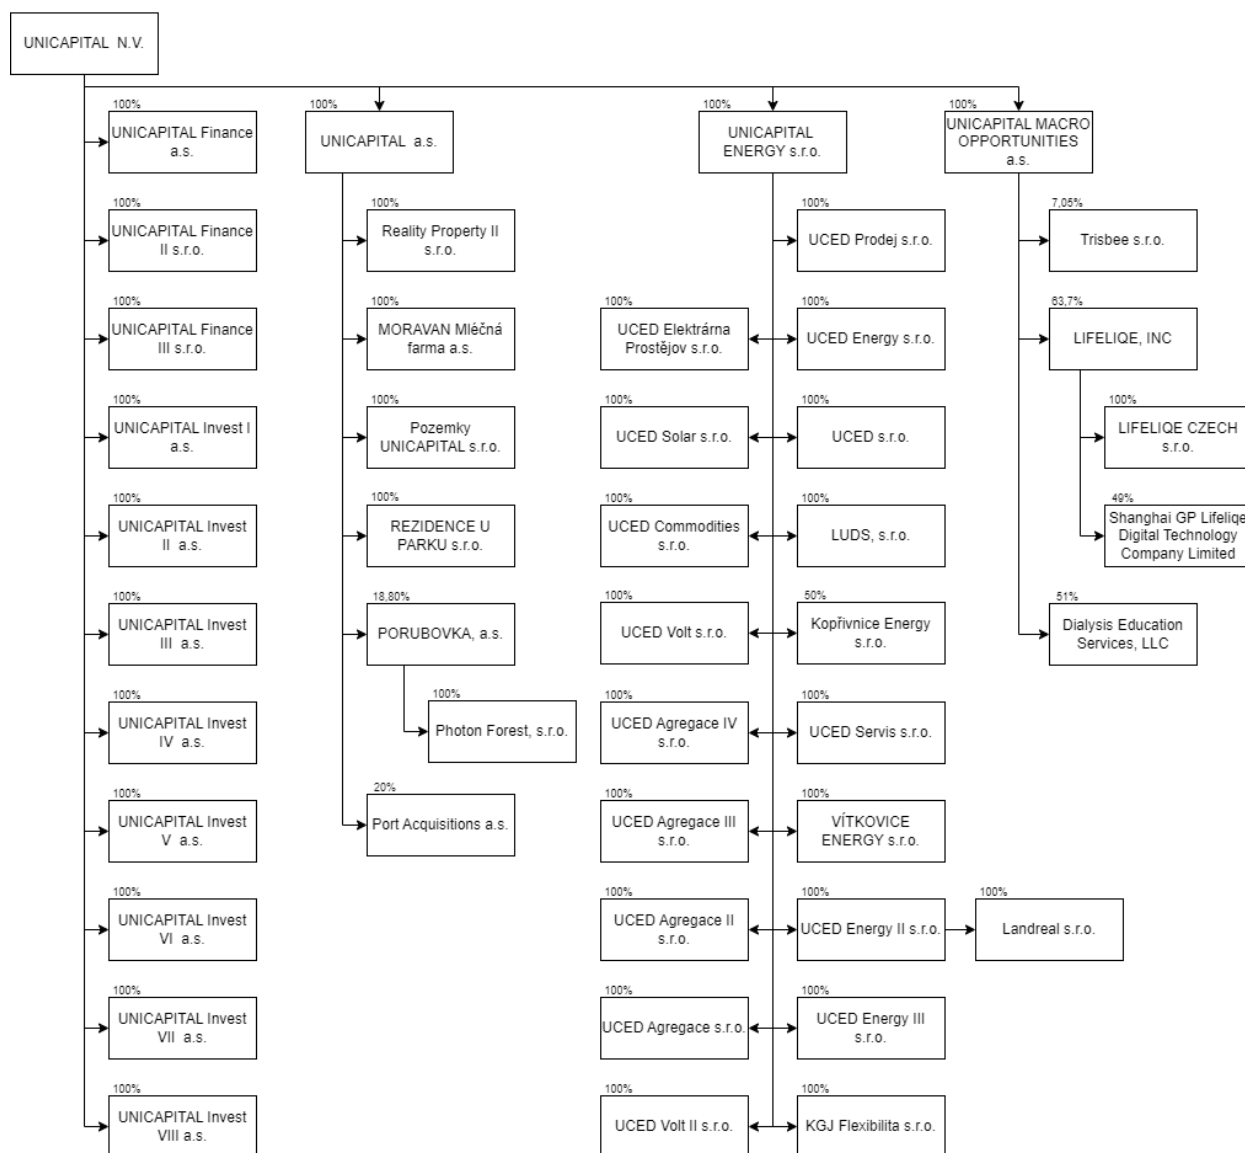 UNICAPITAL N.V.
100%
UNICAPITAL Finance
a.s.
100%
UNICAPITAL a.s.
100%
UNICAPITAL
ENERGY s.r.o.
100%
UNICAPITAL MACRO
OPPORTUNITIES
a.s.
100%
UNICAPITAL Finance
II s.r.o.
100%
Reality Property II
s.r.o.
100%
UCED Prodej s.r.o.
7,05%
Trisbee s.r.o.
100%
UNICAPITAL Finance
III s.r.o.
100%
MORAVAN Mléčná
farma a.s.
100%
UCED Elektrárna
Prostějov s.r.o.
100%
UCED Energy s.r.o.
63,7%
LIFELIQE, INC
100%
UNICAPITAL Invest I
a.s.
100%
Pozemky
UNICAPITAL s.r.o.
100%
UCED Solar s.r.o.
100%
UCED s.r.o.
100%
LIFELIQE CZECH
s.r.o.
100%
UNICAPITAL Invest
II a.s.
100%
REZIDENCE U
PARKU s.r.o.
100%
UCED Commodities
s.r.o.
100%
LUDS, s.r.o.
49%
Shanghai GP Lifeliqe
Digital Technology
Company Limited
100%
UNICAPITAL Invest
III a.s.
18,80%
PORUBOVKA, a.s.
100%
UCED Volt s.r.o.
50%
Kopřivnice Energy
s.r.o.
51%
Dialysis Education
Services, LLC
100%
UNICAPITAL Invest
IV a.s.
100%
Photon Forest, s.r.o.
100%
UCED Agregace IV
s.r.o.
100%
UCED Servis s.r.o.
100%
UNICAPITAL Invest
V a.s.
20%
Port Acquisitions a.s.
100%
UCED Agregace III
s.r.o.
100%
VÍTKOVICE
ENERGY s.r.o.
100%
UNICAPITAL Invest
VI a.s.
100%
UCED Agregace II
s.r.o.
100%
UCED Energy II s.r.o.
100%
Landreal s.r.o.
100%
UNICAPITAL Invest
VII a.s.
100%
UCED Agregace s.r.o.
100%
UCED Energy III
s.r.o.
100%
UNICAPITAL Invest
VIII a.s.
100%
UCED Volt II s.r.o.
100%
KGJ Flexibilita s.r.o.